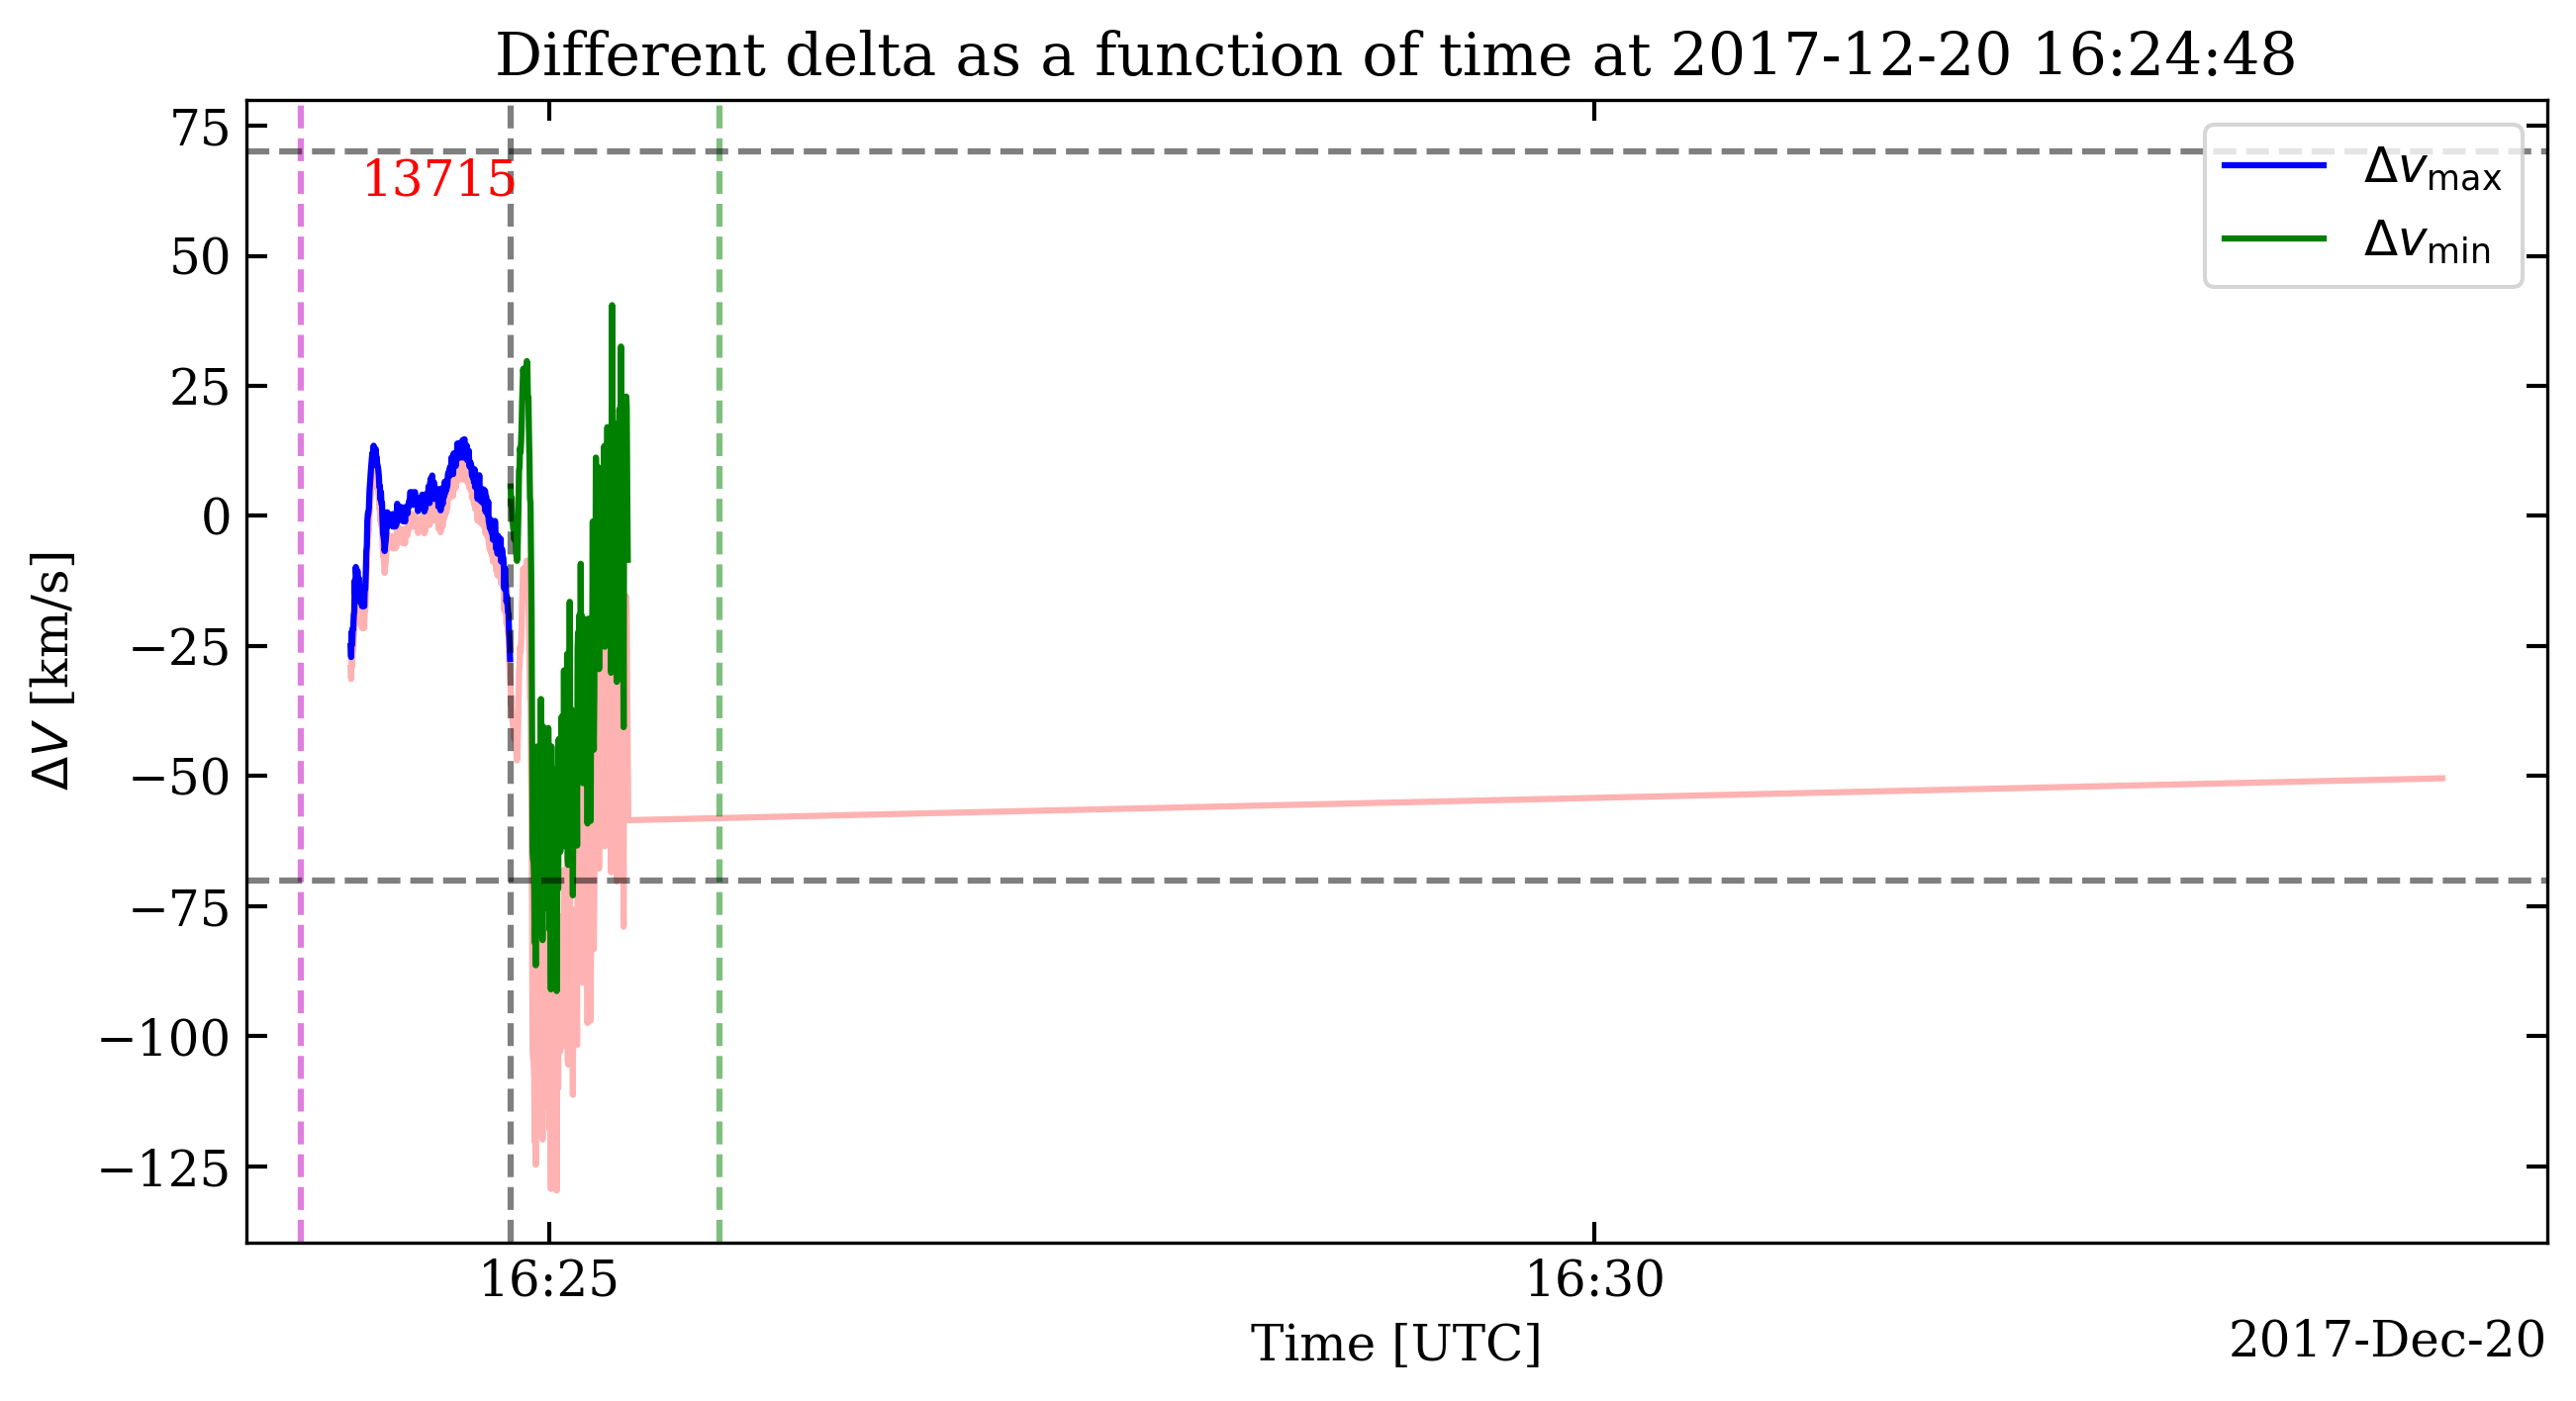 Different delta as a function of time at 2017-12-20 16:24:48
75
50
25
0
−25
−50
−75
−100
−125
ΔV [km/s]
13715
Δv_max
Δv_min
16:25
16:30
Time [UTC]
2017-Dec-20